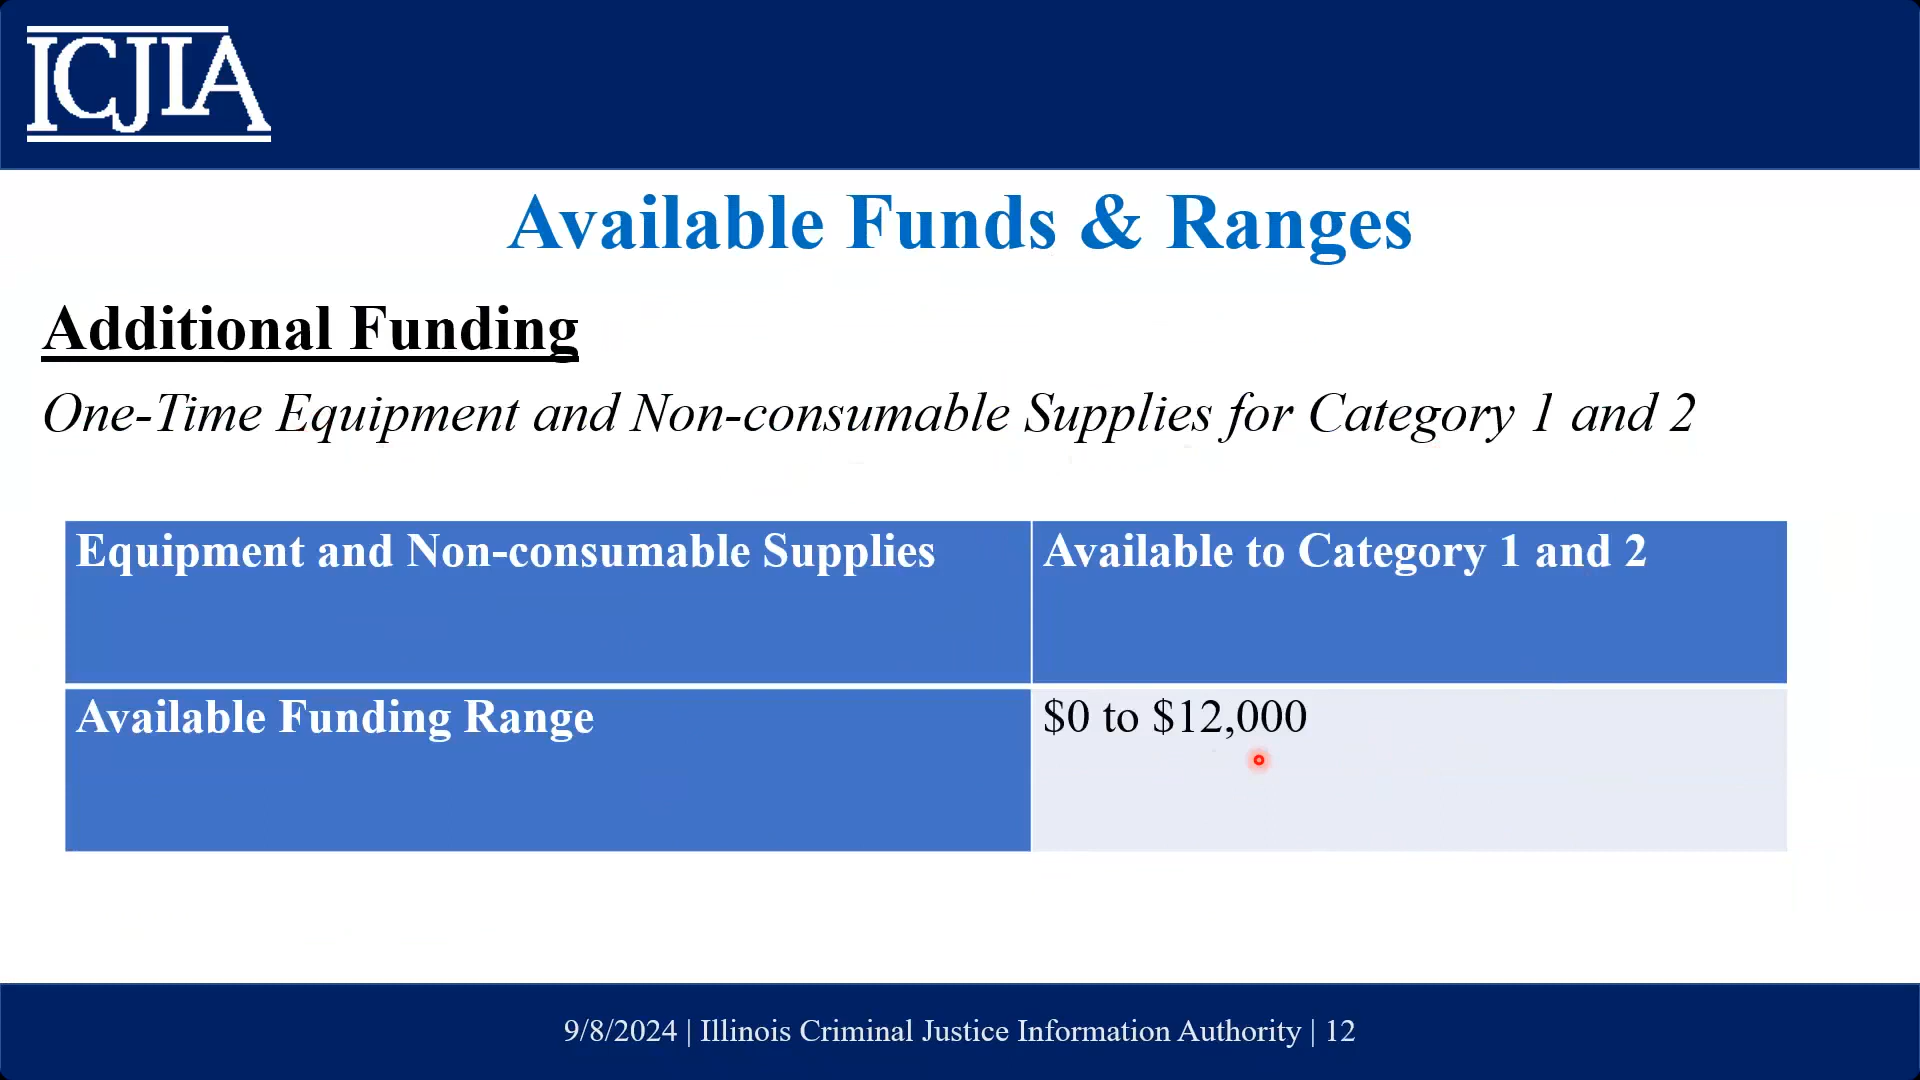 ICJIA
Available Funds & Ranges
Additional Funding
One-Time Equipment and Non-consumable Supplies for Category 1 and 2
Equipment and Non-consumable Supplies
Available to Category 1 and 2
Available Funding Range
$0 to $12,000
9/8/2024 | Illinois Criminal Justice Information Authority | 12